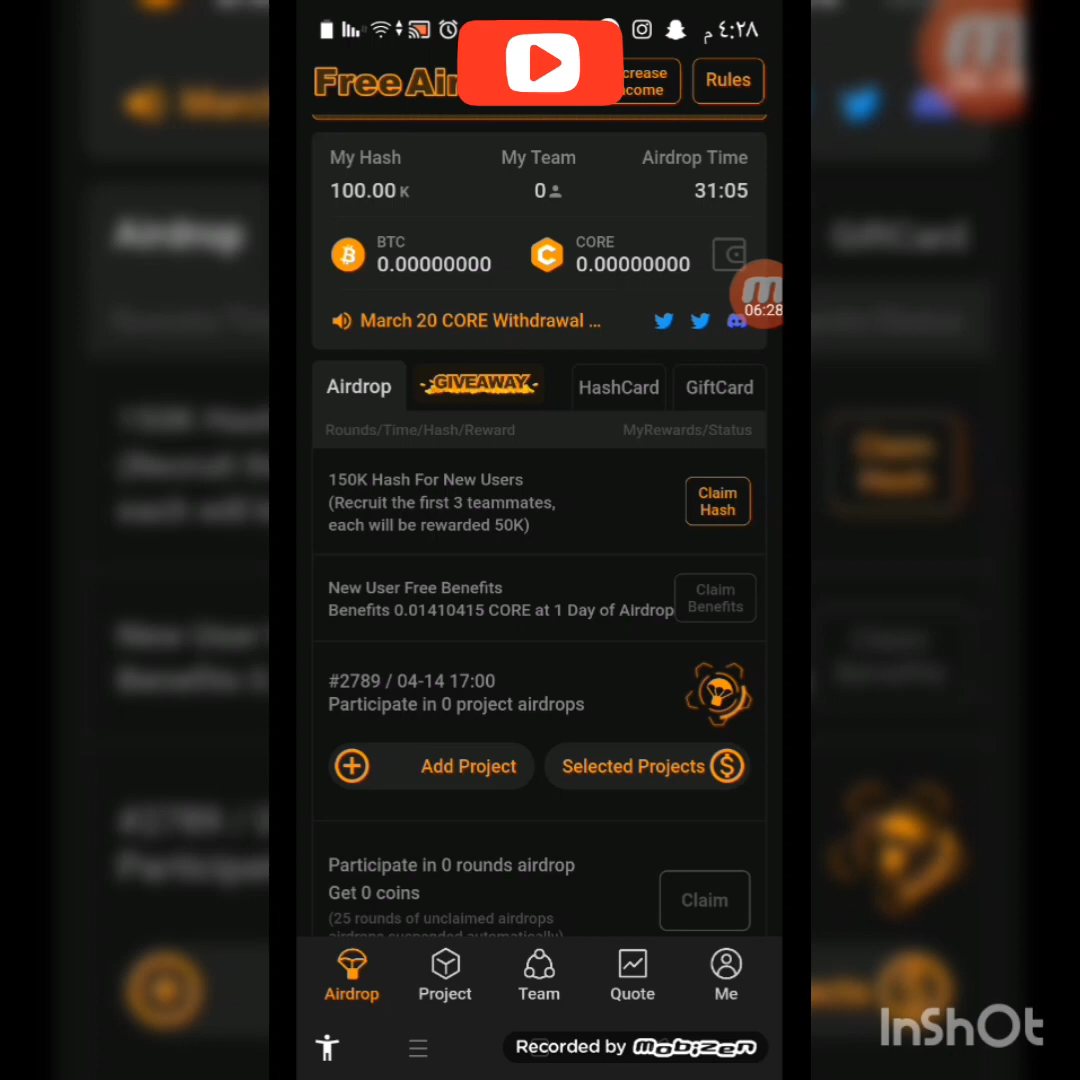 ٤:٢٨ م
Free Air
crease
ncome
Rules
My Hash
My Team
Airdrop Time
100.00 K
0
31:05
BTC
0.00000000
CORE
0.00000000
06:28
March 20 CORE Withdrawal ...
Airdrop
GIVEAWAY
HashCard
GiftCard
Rounds/Time/Hash/Reward
MyRewards/Status
150K Hash For New Users
(Recruit the first 3 teammates,
each will be rewarded 50K)
Claim
Hash
New User Free Benefits
Benefits 0.01410415 CORE at 1 Day of Airdrop
Claim
Benefits
#2789 / 04-14 17:00
Participate in 0 project airdrops
Add Project
Selected Projects
Participate in 0 rounds airdrop
Get 0 coins
(25 rounds of unclaimed airdrops
airdrops suspended automatically)
Claim
Airdrop
Project
Team
Quote
Me
Recorded by mobizen
InShOt